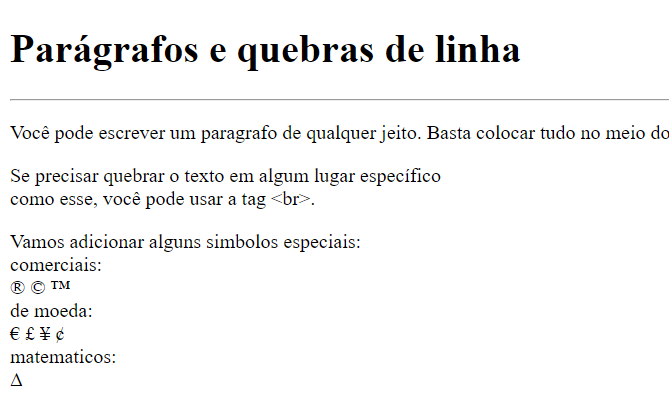 Parágrafos e quebras de linha
Você pode escrever um paragrafo de qualquer jeito. Basta colocar tudo no meio do
Se precisar quebrar o texto em algum lugar específico
como esse, você pode usar a tag <br>.
Vamos adicionar alguns simbolos especiais:
comerciais:
® © ™
de moeda:
€ £ ¥ ¢
matematicos:
Δ